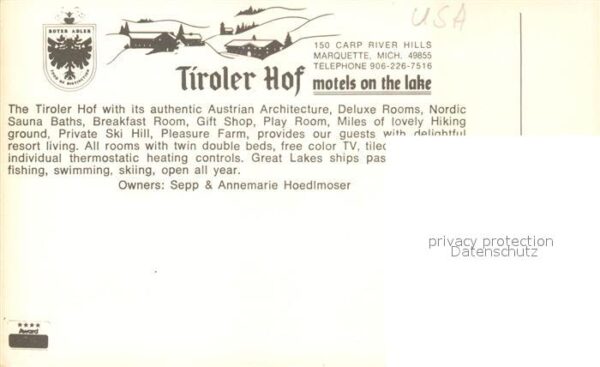 USA
ROTER ADLER
150 CARP RIVER HILLS
MARQUETTE, MICH. 49855
TELEPHONE 906-226-7516
Tiroler Hof motels on the lake
The Tiroler Hof with its authentic Austrian Architecture, Deluxe Rooms, Nordic
Sauna Baths, Breakfast Room, Gift Shop, Play Room, Miles of lovely Hiking
ground, Private Ski Hill, Pleasure Farm, provides our guests with delightful
resort living. All rooms with twin double beds, free color TV,
individual thermostatic heating controls. Great Lakes ships
fishing, swimming, skiing, open all year.
Owners: Sepp & Annemarie Hoedlmoser
privacy protection
Datenschutz
★★★★
Award